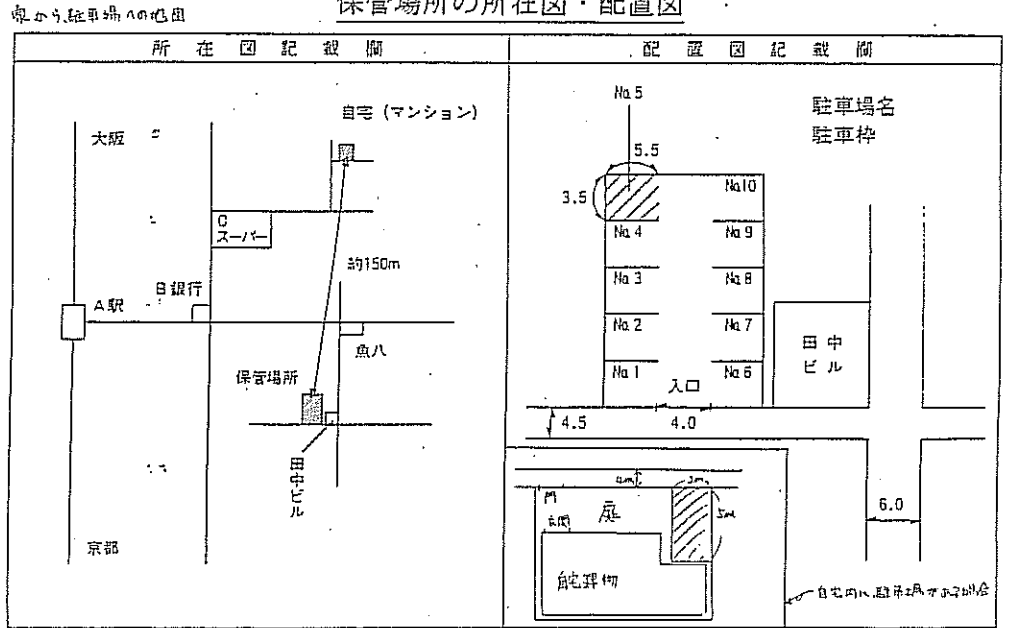 保管場所の所在図・配置図
家から駐車場への地図
所在図記載欄
配置図記載欄
大阪
自宅(マンション)
C
スーパー
約150m
B銀行
A駅
魚八
保管場所
田中ビル
京都
No.5
駐車場名
駐車枠
5.5
3.5
No.10
No.4
No.9
No.3
No.8
No.2
No.7
No.1
No.6
田中
ビル
入口
4.5
4.0
6.0
4m
3m
5m
門
玄関
庭
自宅建物
自宅内に駐車場がある場合